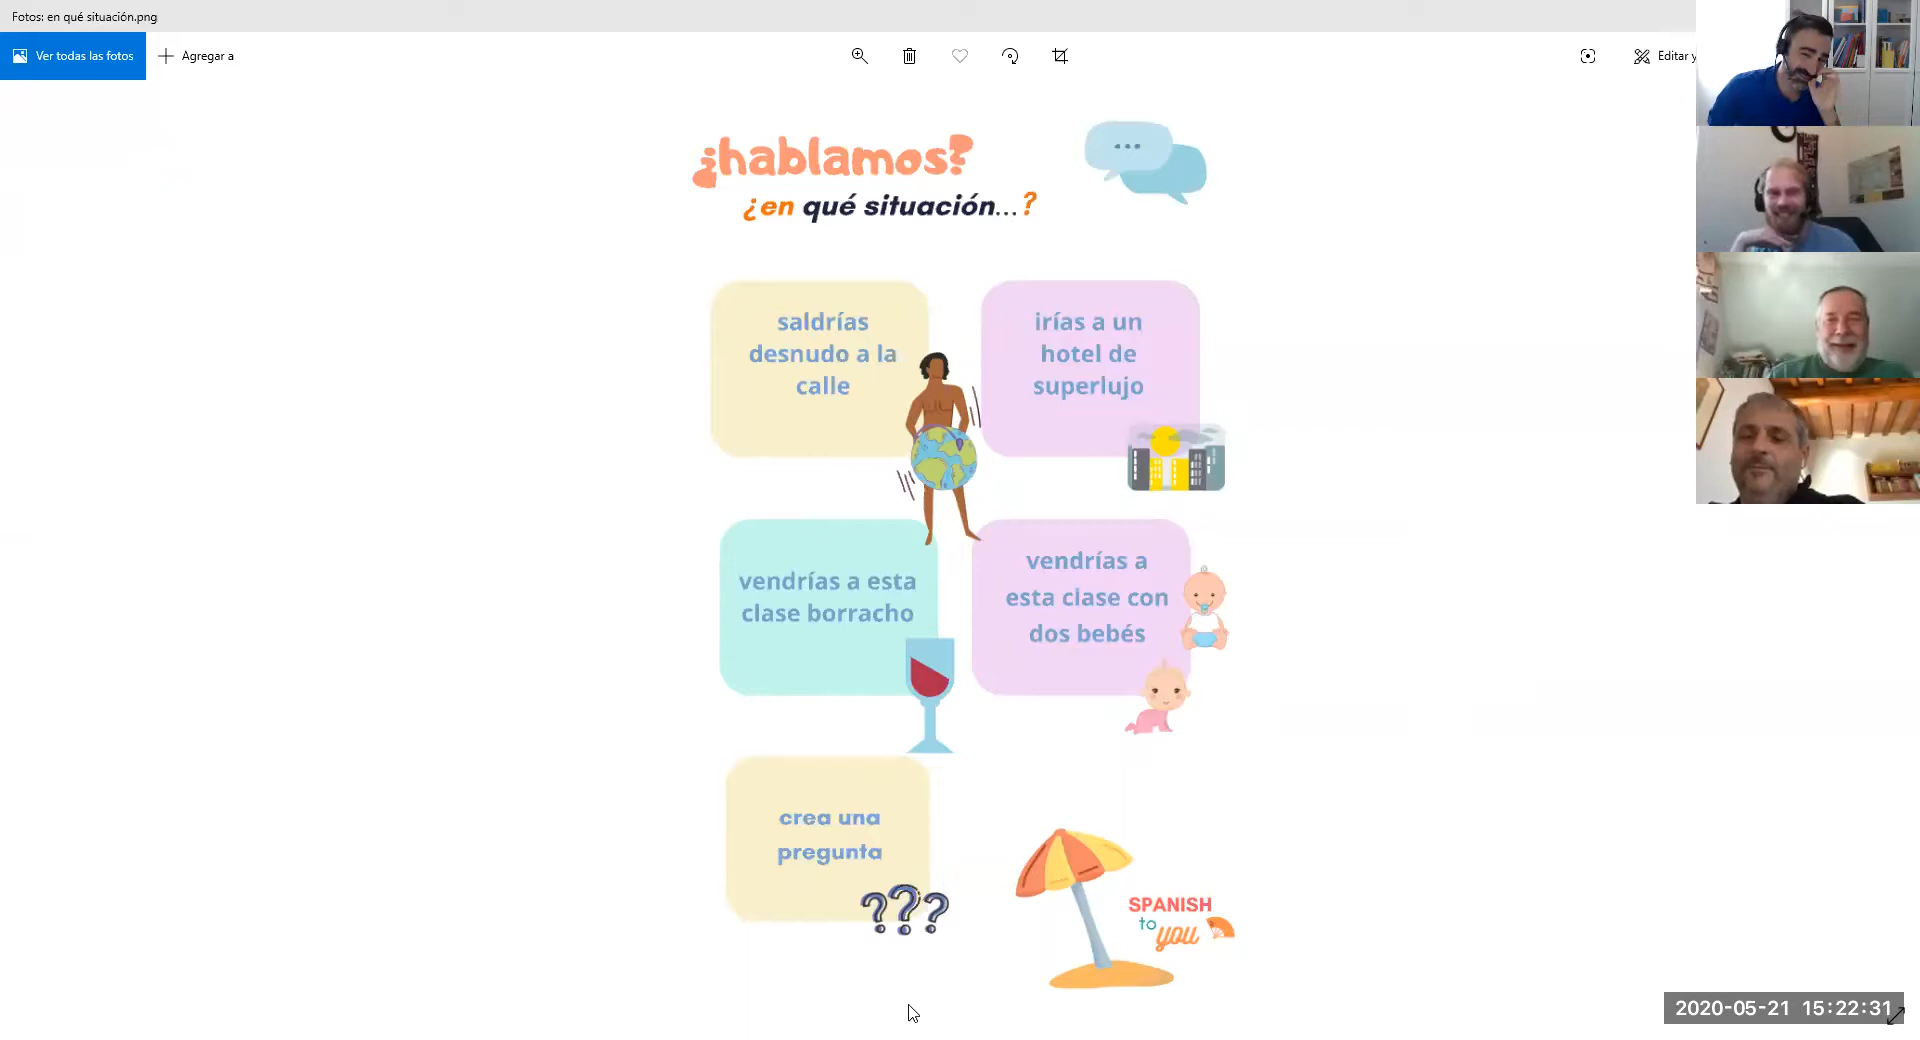 Fotos: en qué situación.png
Ver todas las fotos
Agregar a
Editar y
¿hablamos?
¿en qué situación...?
saldrías
desnudo a la
calle
irías a un
hotel de
superlujo
vendrías a esta
clase borracho
vendrías a
esta clase con
dos bebés
crea una
pregunta
???
SPANISH
to
you
2020-05-21 15:22:31